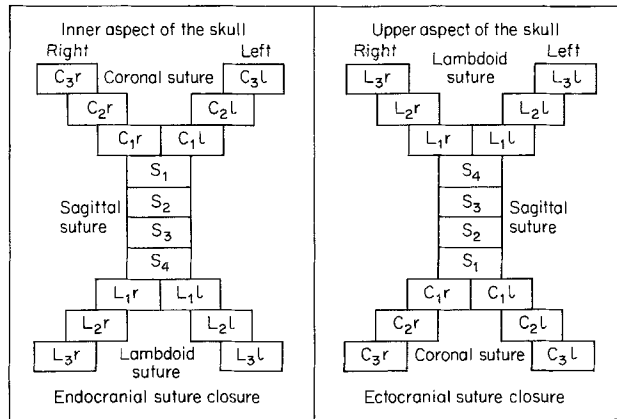 Inner aspect of the skull
Right Left
C₃r Coronal suture C₃l
C₂r C₂l
C₁r C₁l
S₁
S₂
Sagittal suture
S₃
S₄
L₁r L₁l
L₂r L₂l
L₃r Lambdoid suture L₃l
Endocranial suture closure
Upper aspect of the skull
Right Left
L₃r Lambdoid suture L₃l
L₂r L₂l
L₁r L₁l
S₄
S₃
Sagittal suture
S₂
S₁
C₁r C₁l
C₂r C₂l
C₃r Coronal suture C₃l
Ectocranial suture closure